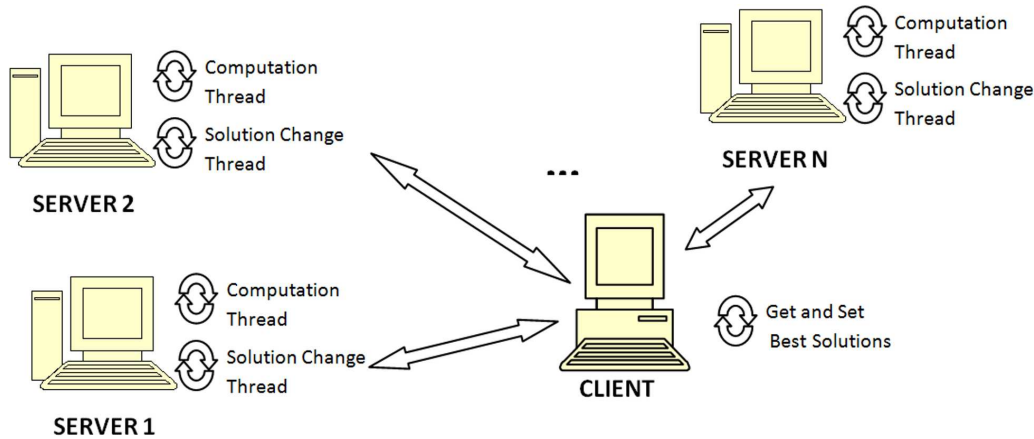 Computation
Thread
Solution Change
Thread
SERVER 2
Computation
Thread
Solution Change
Thread
SERVER N
...
Computation
Thread
Solution Change
Thread
SERVER 1
Get and Set
Best Solutions
CLIENT